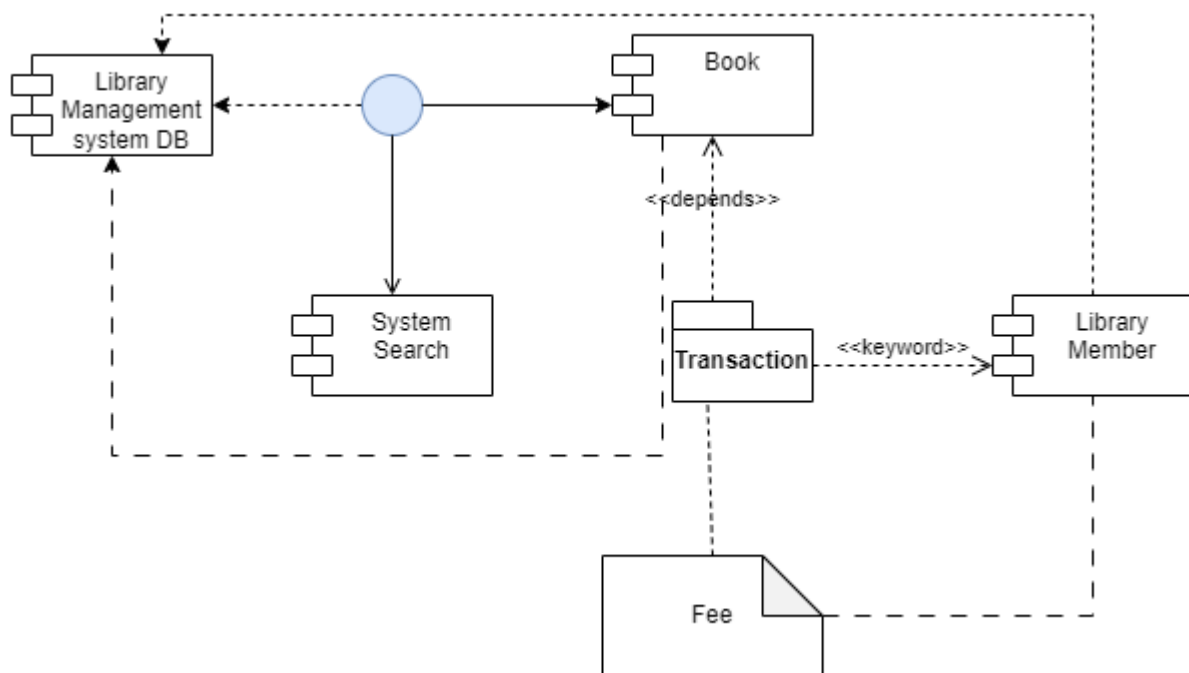 Library
Management
system DB
Book
<<depends>>
System
Search
Transaction
<<keyword>>
Library
Member
Fee